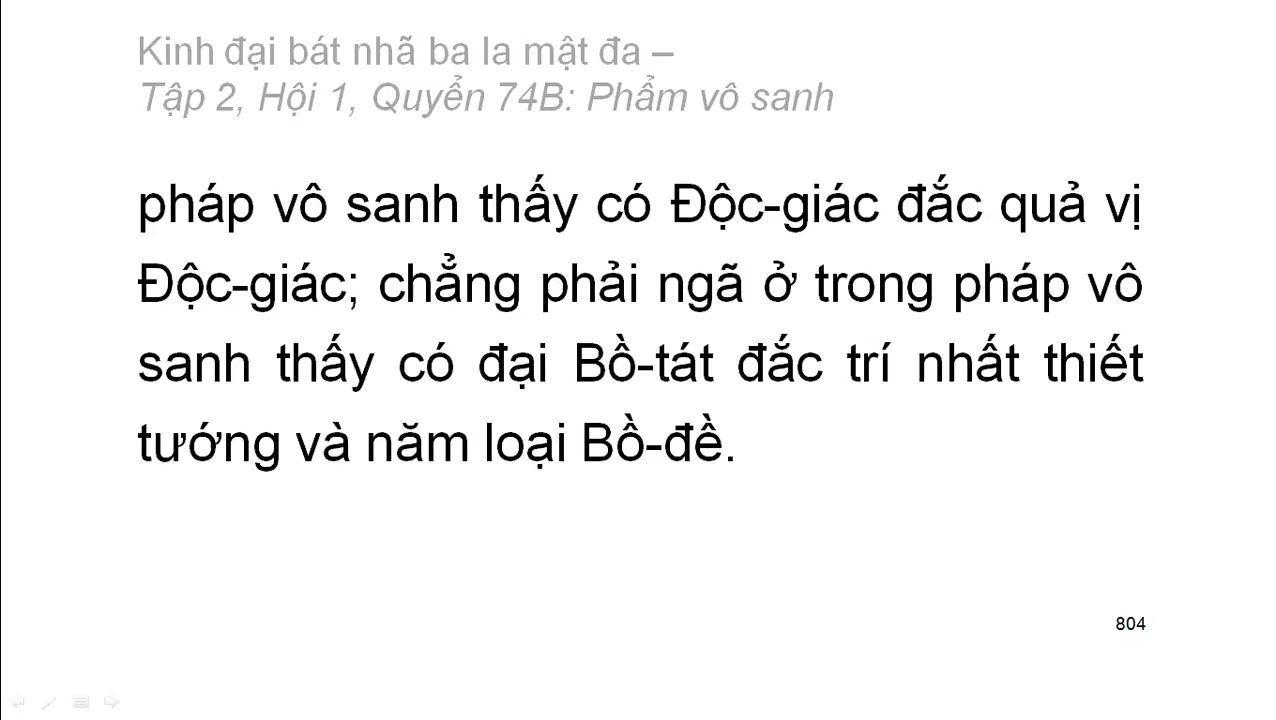 Kinh đại bát nhã ba la mật đa –
Tập 2, Hội 1, Quyển 74B: Phẩm vô sanh
pháp vô sanh thấy có Độc-giác đắc quả vị
Độc-giác; chẳng phải ngã ở trong pháp vô
sanh thấy có đại Bồ-tát đắc trí nhất thiết
tướng và năm loại Bồ-đề.
804